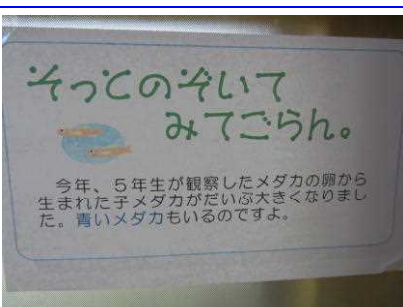 そっとのぞいて
みてごらん。
今年、5年生が観察したメダカの卵から
生まれた子メダカがだいぶ大きくなりまし
た。青いメダカもいるのですよ。